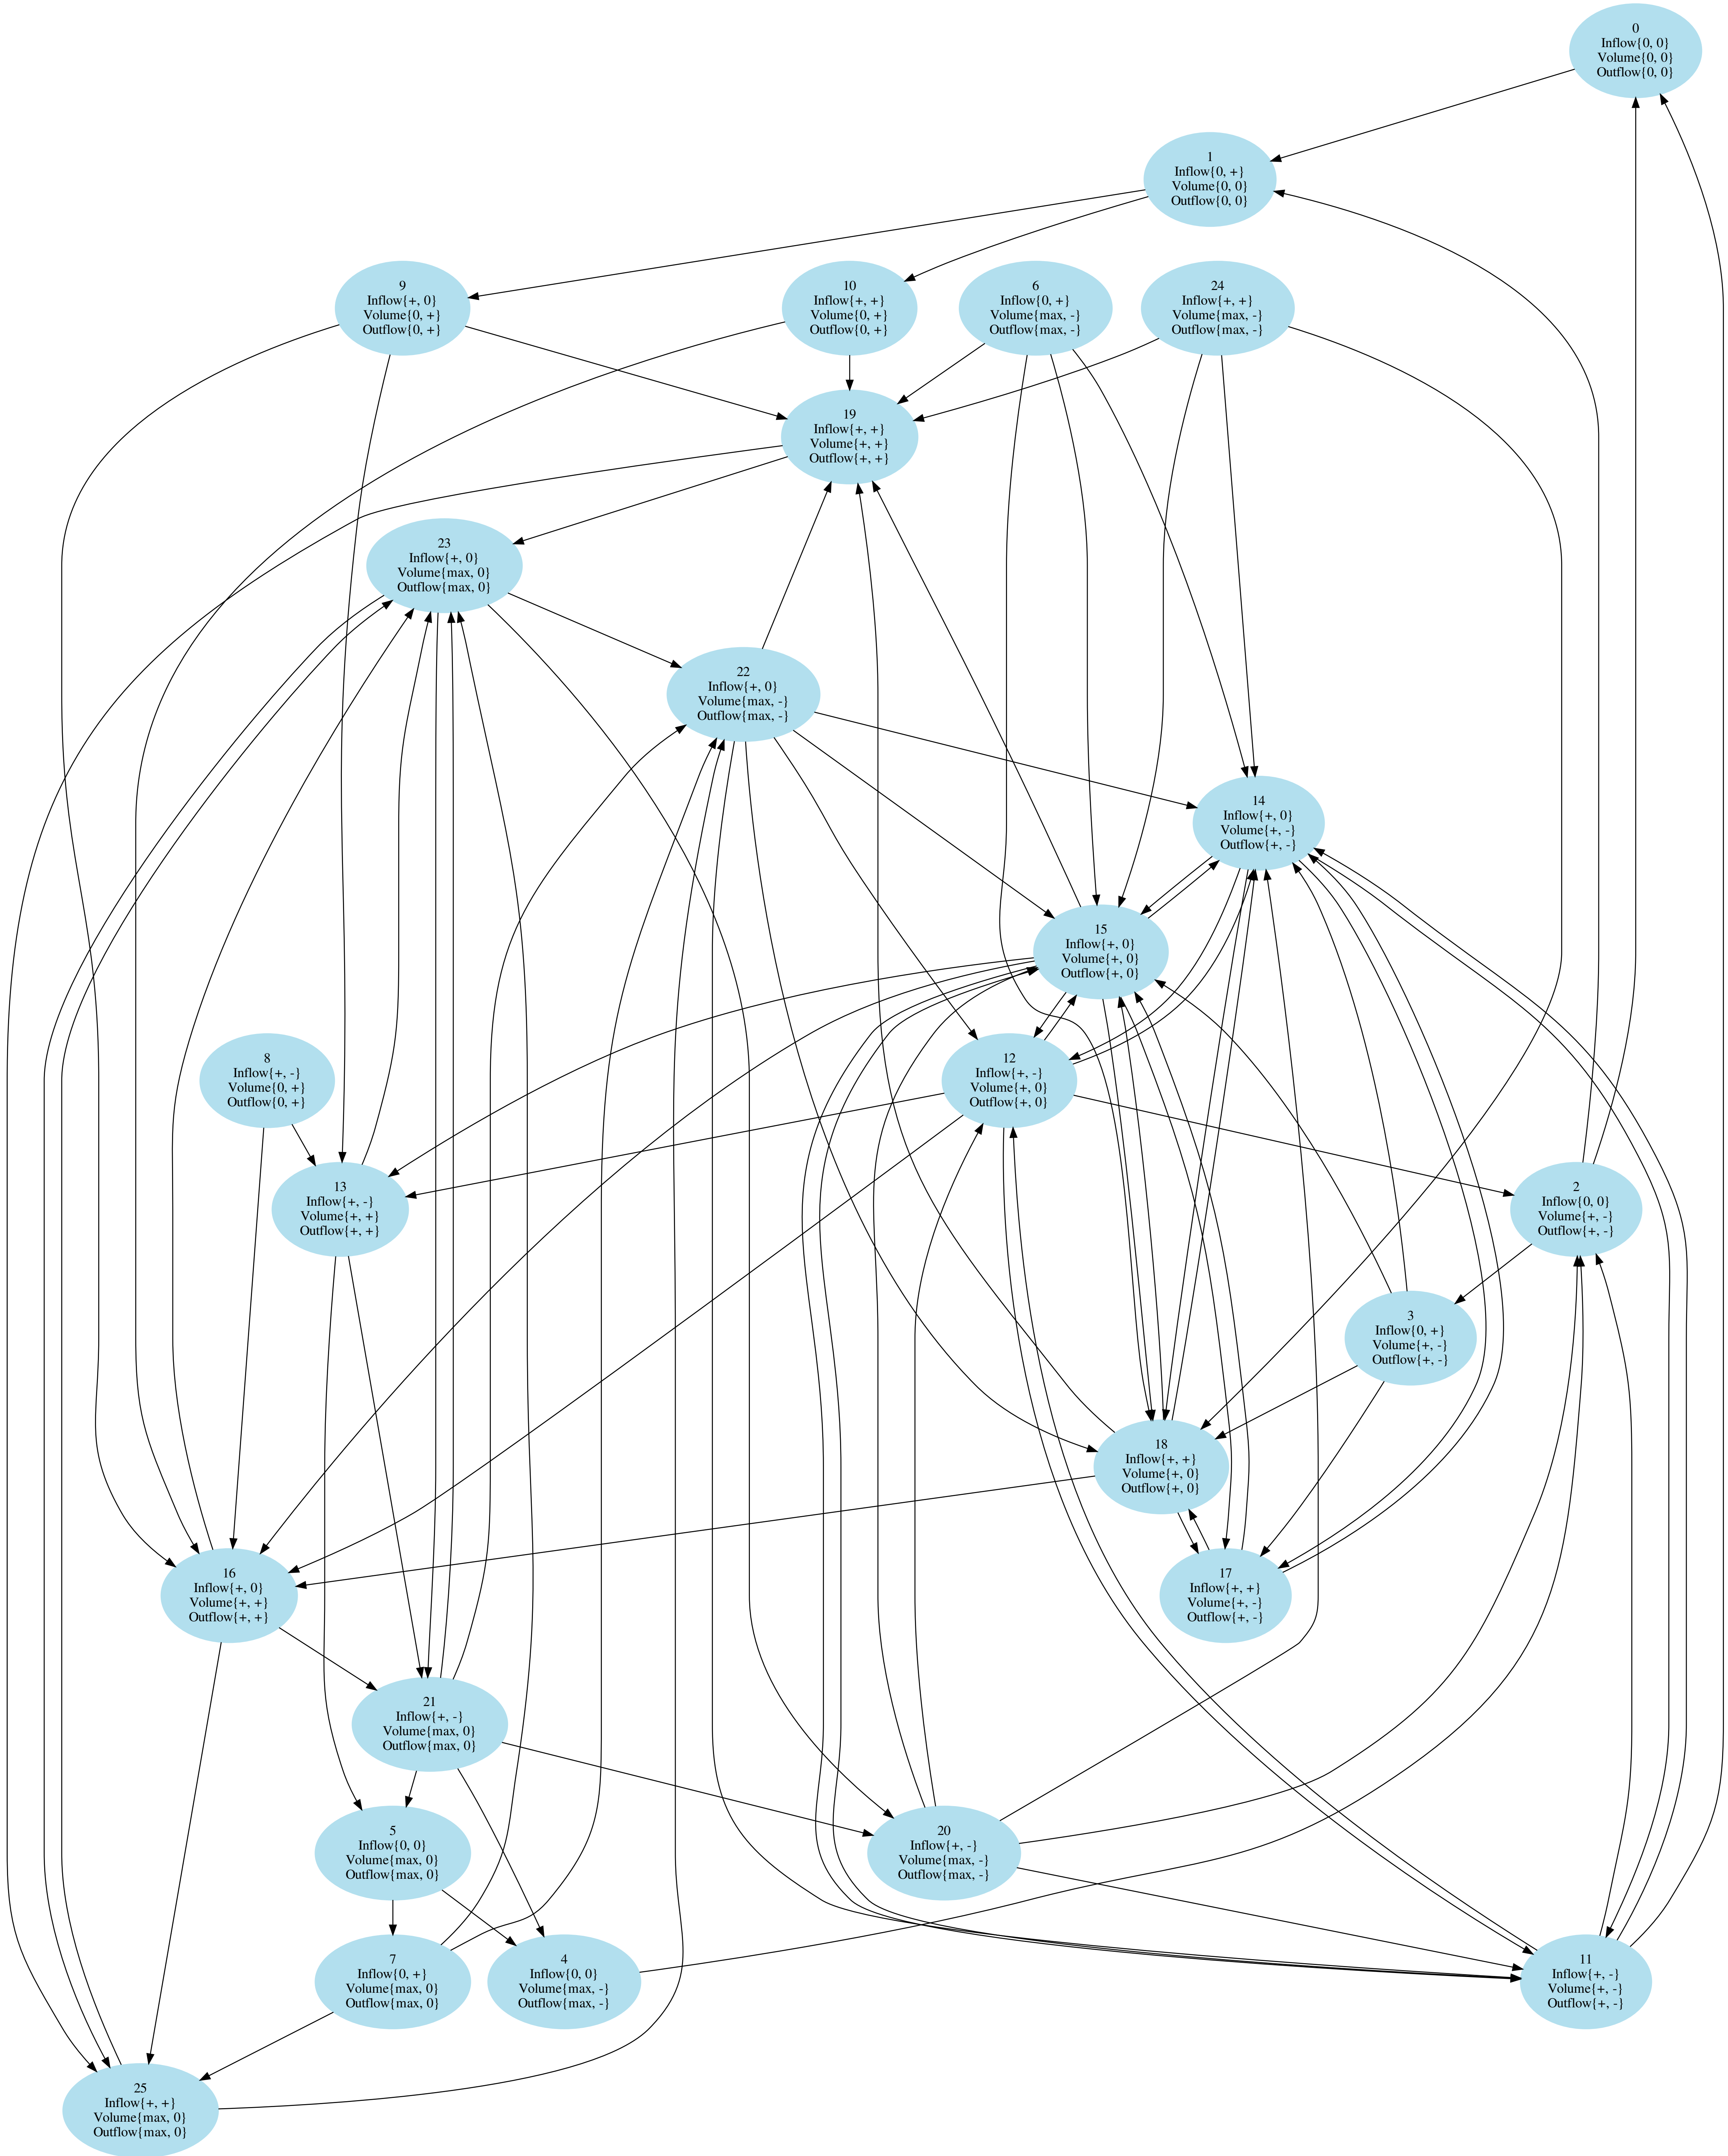 0
Inflow{0, 0}
Volume{0, 0}
Outflow{0, 0}
1
Inflow{0, +}
Volume{0, 0}
Outflow{0, 0}
9
Inflow{+, 0}
Volume{0, +}
Outflow{0, +}
10
Inflow{+, +}
Volume{0, +}
Outflow{0, +}
6
Inflow{0, +}
Volume{max, -}
Outflow{max, -}
24
Inflow{+, +}
Volume{max, -}
Outflow{max, -}
19
Inflow{+, +}
Volume{+, +}
Outflow{+, +}
23
Inflow{+, 0}
Volume{max, 0}
Outflow{max, 0}
22
Inflow{+, 0}
Volume{max, -}
Outflow{max, -}
14
Inflow{+, 0}
Volume{+, -}
Outflow{+, -}
15
Inflow{+, 0}
Volume{+, 0}
Outflow{+, 0}
8
Inflow{+, -}
Volume{0, +}
Outflow{0, +}
12
Inflow{+, -}
Volume{+, 0}
Outflow{+, 0}
13
Inflow{+, -}
Volume{+, +}
Outflow{+, +}
2
Inflow{0, 0}
Volume{+, -}
Outflow{+, -}
3
Inflow{0, +}
Volume{+, -}
Outflow{+, -}
18
Inflow{+, +}
Volume{+, 0}
Outflow{+, 0}
16
Inflow{+, 0}
Volume{+, +}
Outflow{+, +}
17
Inflow{+, +}
Volume{+, -}
Outflow{+, -}
21
Inflow{+, -}
Volume{max, 0}
Outflow{max, 0}
5
Inflow{0, 0}
Volume{max, 0}
Outflow{max, 0}
20
Inflow{+, -}
Volume{max, -}
Outflow{max, -}
7
Inflow{0, +}
Volume{max, 0}
Outflow{max, 0}
4
Inflow{0, 0}
Volume{max, -}
Outflow{max, -}
11
Inflow{+, -}
Volume{+, -}
Outflow{+, -}
25
Inflow{+, +}
Volume{max, 0}
Outflow{max, 0}